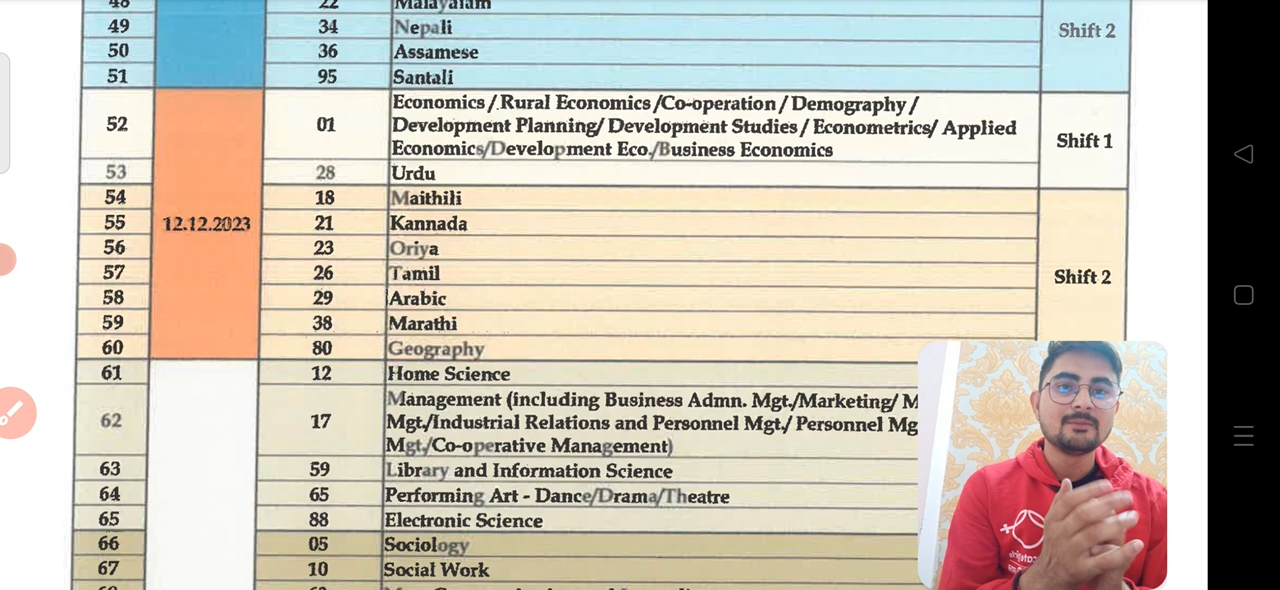 48 22 Malayalam
49 34 Nepali
50 36 Assamese
51 95 Santali
Shift 2
52 12.12.2023 01 Economics / Rural Economics /Co-operation / Demography /
Development Planning/ Development Studies / Econometrics/ Applied
Economics/Development Eco./Business Economics
Shift 1
53 28 Urdu
54 18 Maithili
55 21 Kannada
56 23 Oriya
57 26 Tamil
58 29 Arabic
59 38 Marathi
60 80 Geography
Shift 2
61 12 Home Science
62 17 Management (including Business Admn. Mgt./Marketing/
Mgt./Industrial Relations and Personnel Mgt./ Personnel
Mgt./Co-operative Management)
63 59 Library and Information Science
64 65 Performing Art - Dance/Drama/Theatre
65 88 Electronic Science
66 05 Sociology
67 10 Social Work